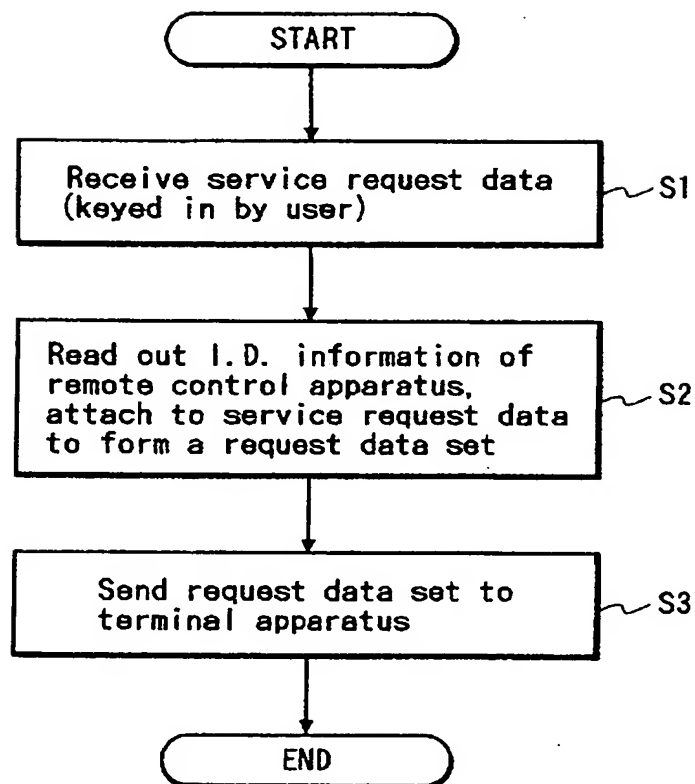 START
Receive service request data
(keyed in by user)
S1
Read out I.D. information of
remote control apparatus,
attach to service request data
to form a request data set
S2
Send request data set to
terminal apparatus
S3
END